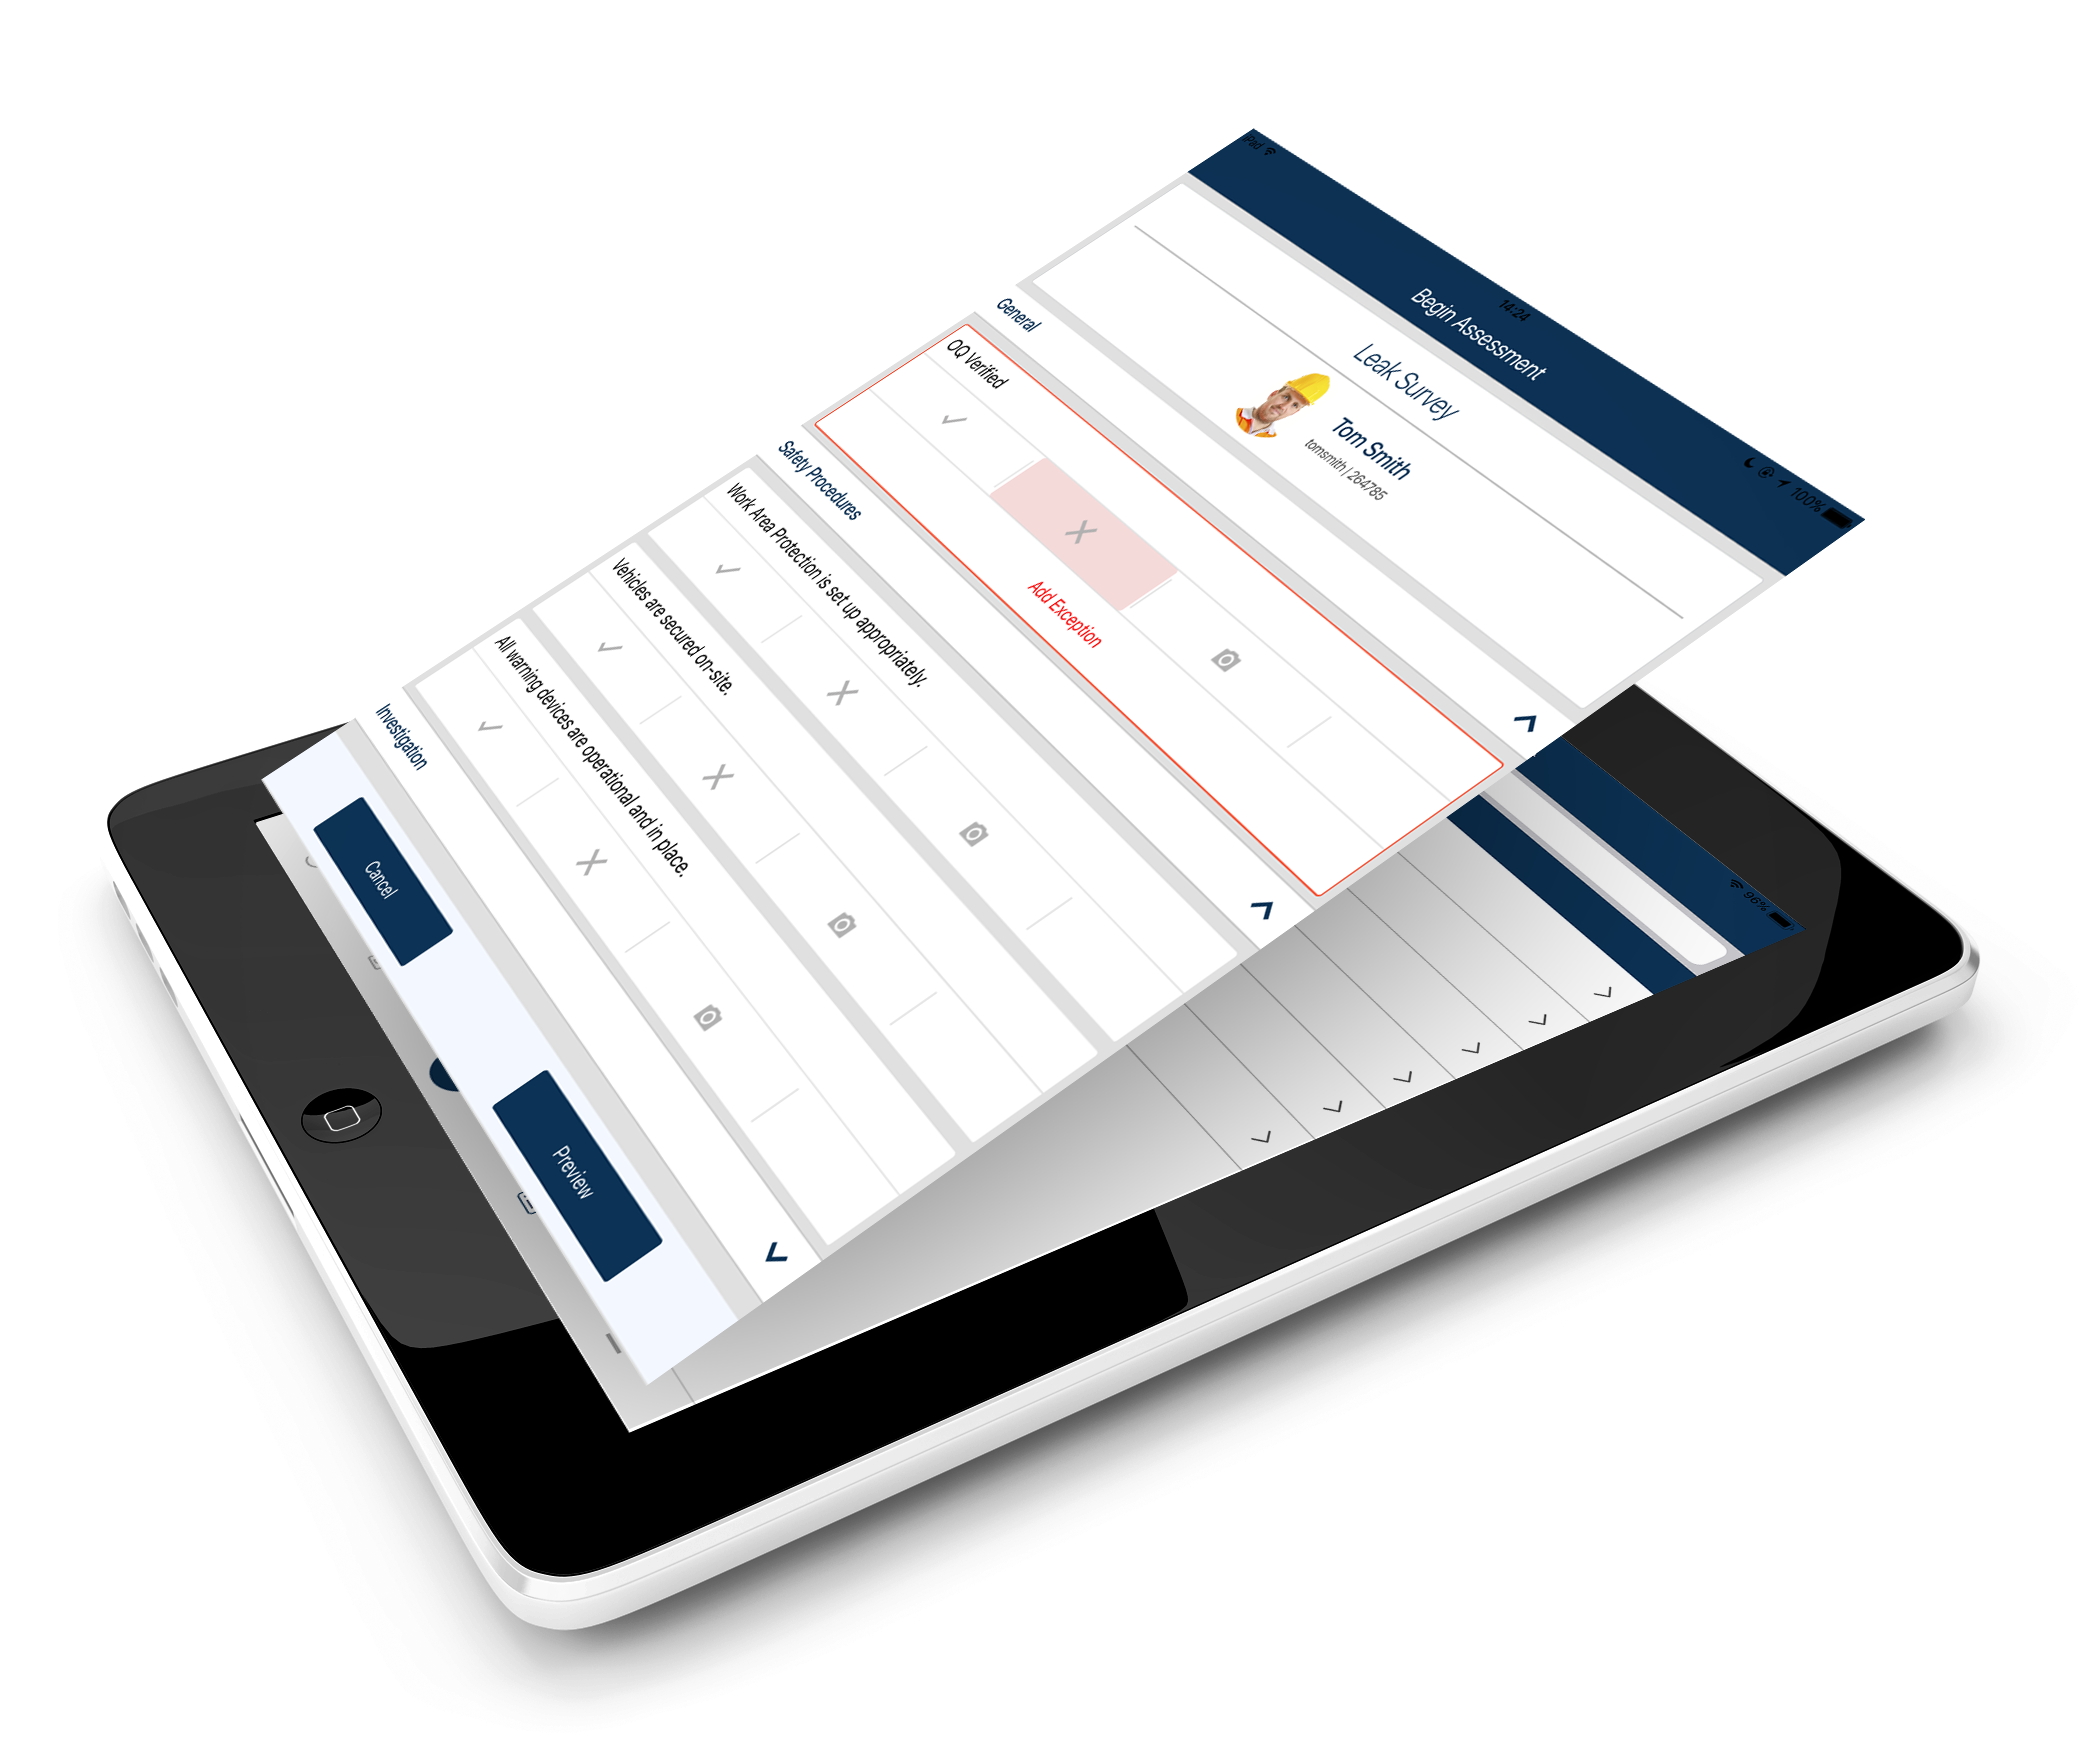 iPad
14:24
100%
Begin Assessment
Leak Survey
Tom Smith
tomsmith | 264785
General
OQ Verified
Add Exception
Safety Procedures
Work Area Protection is set up appropriately.
Vehicles are secured on-site.
All warning devices are operational and in place.
Investigation
Cancel
Preview
96%